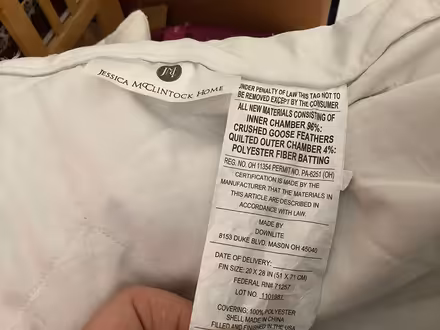 JESSICA McCLINTOCK HOME
UNDER PENALTY OF LAW THIS TAG NOT TO
BE REMOVED EXCEPT BY THE CONSUMER
ALL NEW MATERIALS CONSISTING OF
INNER CHAMBER 96%:
CRUSHED GOOSE FEATHERS
QUILTED OUTER CHAMBER 4%:
POLYESTER FIBER BATTING
REG. NO. OH 11354 PERMIT NO. PA-6251 (OH)
CERTIFICATION IS MADE BY THE
MANUFACTURER THAT THE MATERIALS IN
THIS ARTICLE ARE DESCRIBED IN
ACCORDANCE WITH LAW.
MADE BY
DOWNLITE
8153 DUKE BLVD. MASON OH 45040
DATE OF DELIVERY:
FIN SIZE: 20 X 28 IN (51 X 71 CM)
FEDERAL RN# 71257
LOT NO.
COVERING: 100% POLYESTER
SHELL MADE IN CHINA
FILLED AND FINISHED IN THE USA